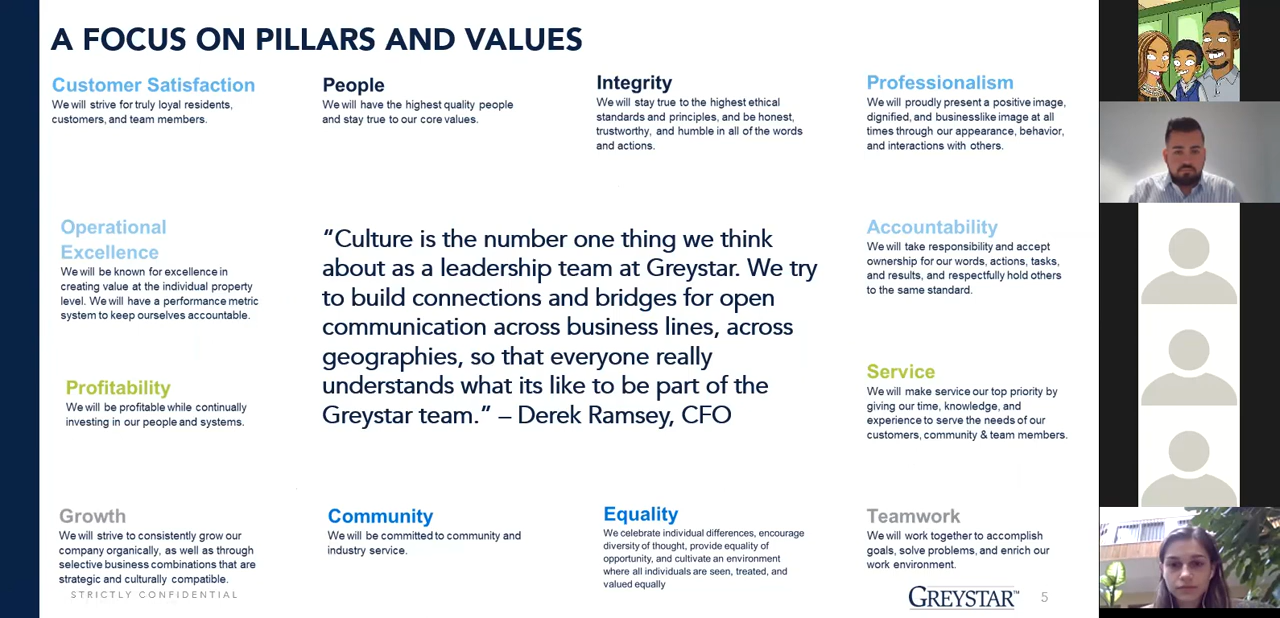 A FOCUS ON PILLARS AND VALUES
Customer Satisfaction
We will strive for truly loyal residents,
customers, and team members.
People
We will have the highest quality people
and stay true to our core values.
Integrity
We will stay true to the highest ethical
standards and principles, and be honest,
trustworthy, and humble in all of the words
and actions.
Professionalism
We will proudly present a positive image,
dignified, and businesslike image at all
times through our appearance, behavior,
and interactions with others.
Operational
Excellence
We will be known for excellence in
creating value at the individual property
level. We will have a performance metric
system to keep ourselves accountable.
“Culture is the number one thing we think
about as a leadership team at Greystar. We try
to build connections and bridges for open
communication across business lines, across
geographies, so that everyone really
understands what its like to be part of the
Greystar team.” – Derek Ramsey, CFO
Accountability
We will take responsibility and accept
ownership for our words, actions, tasks,
and results, and respectfully hold others
to the same standard.
Profitability
We will be profitable while continually
investing in our people and systems.
Service
We will make service our top priority by
giving our time, knowledge, and
experience to serve the needs of our
customers, community & team members.
Growth
We will strive to consistently grow our
company organically, as well as through
selective business combinations that are
strategic and culturally compatible.
Community
We will be committed to community and
industry service.
Equality
We celebrate individual differences, encourage
diversity of thought, provide equality of
opportunity, and cultivate an environment
where all individuals are seen, treated, and
valued equally
Teamwork
We will work together to accomplish
goals, solve problems, and enrich our
work environment.
STRICTLY CONFIDENTIAL
GREYSTAR™
5